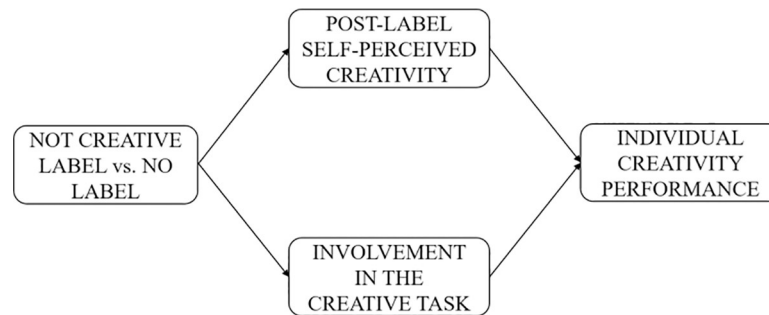 POST-LABEL
SELF-PERCEIVED
CREATIVITY
NOT CREATIVE
LABEL vs. NO
LABEL
INDIVIDUAL
CREATIVITY
PERFORMANCE
INVOLVEMENT
IN THE
CREATIVE TASK